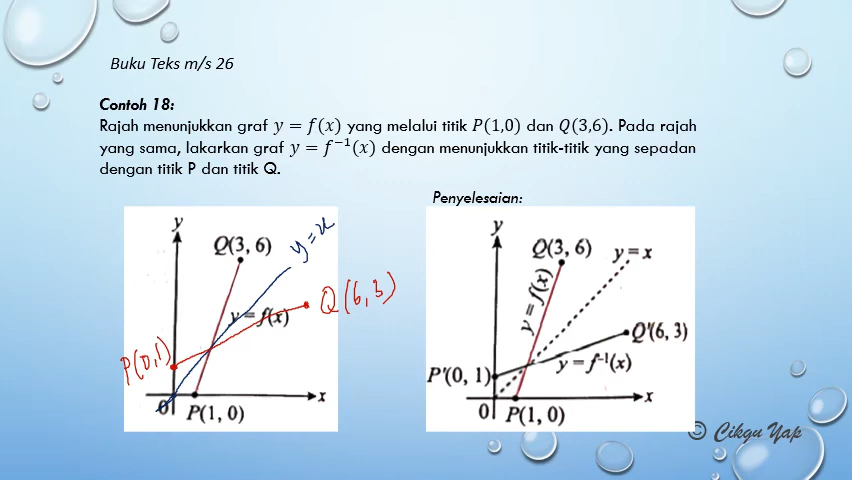 Buku Teks m/s 26
Contoh 18:
Rajah menunjukkan graf y = f(x) yang melalui titik P(1,0) dan Q(3,6). Pada rajah
yang sama, lakarkan graf y = f⁻¹(x) dengan menunjukkan titik-titik yang sepadan
dengan titik P dan titik Q.
Penyelesaian:
y
Q(3, 6)
y = x
Q(6,3)
y = f(x)
P(0,1)
0
P(1, 0)
x
y
Q(3, 6)
y = x
y = f(x)
Q'(6, 3)
y = f⁻¹(x)
P'(0, 1)
0
P(1, 0)
x
© Cikgu Yap